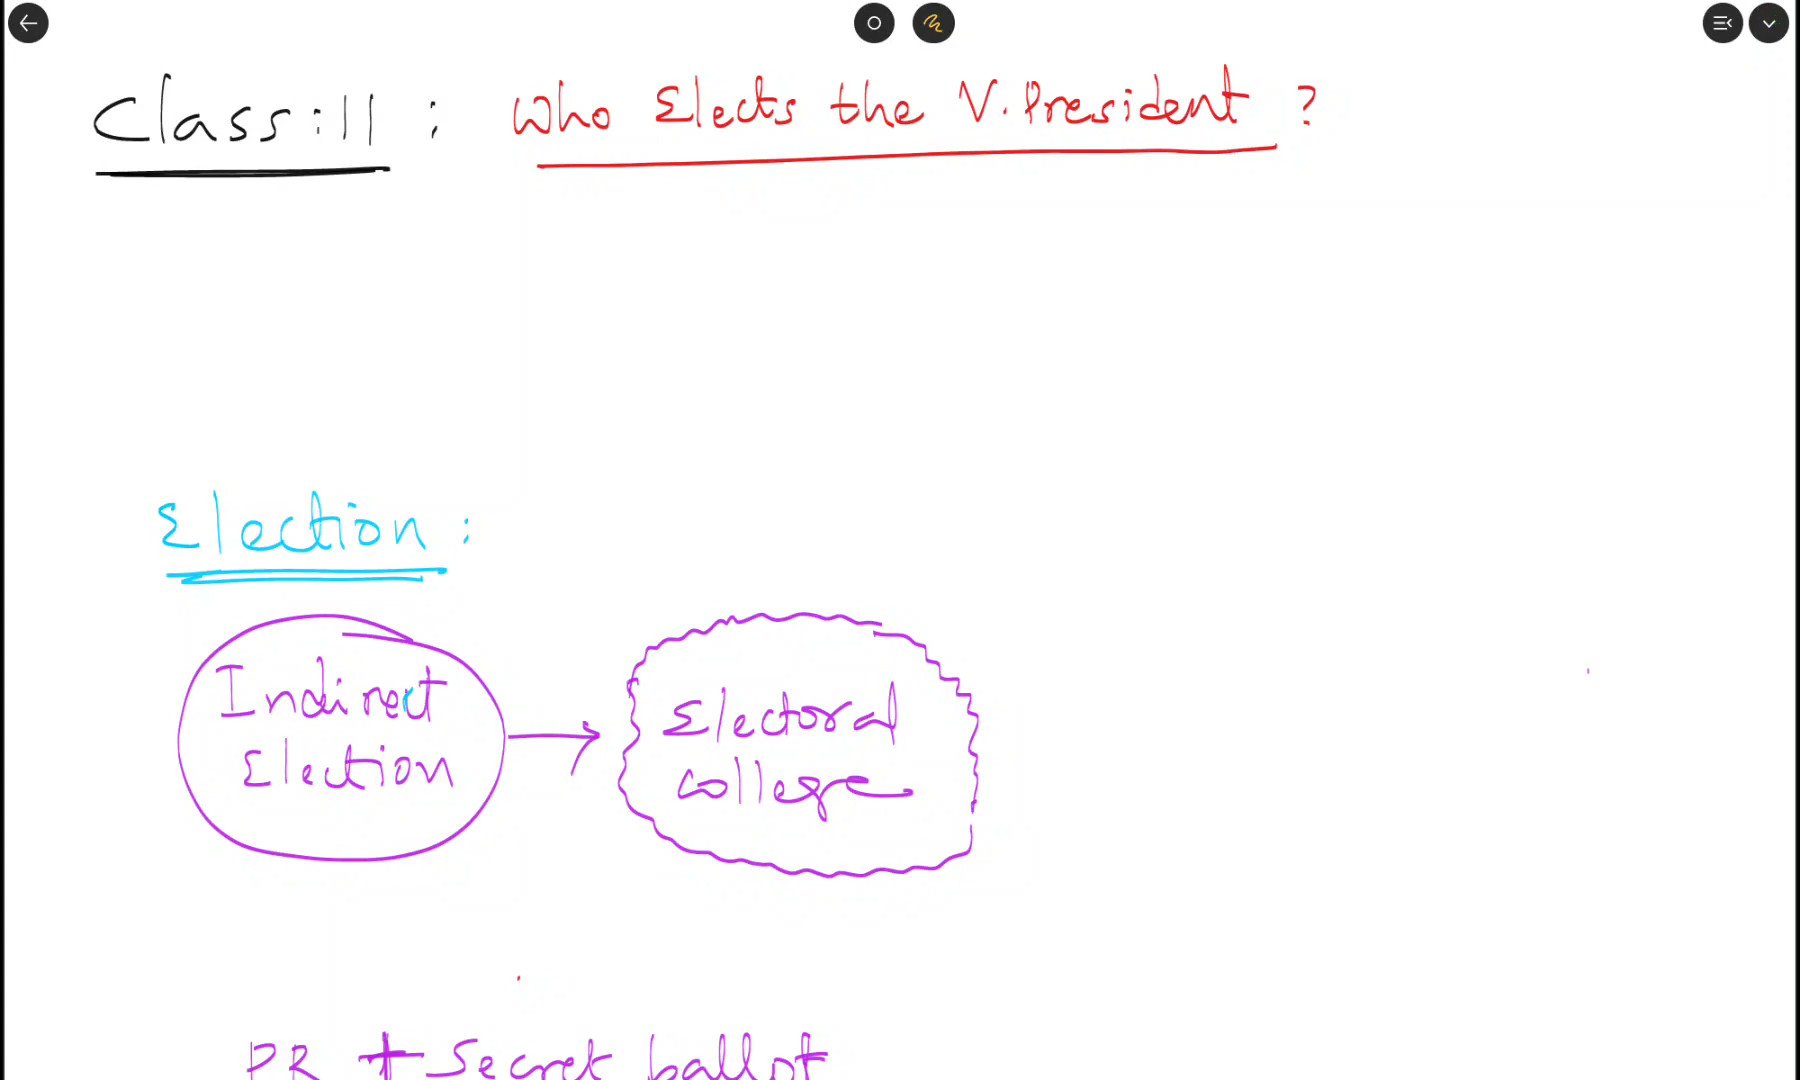 Class:11 : Who Elects the V.President ?
Election :
Indirect
Election
Electoral
college
PR + Secret ballot